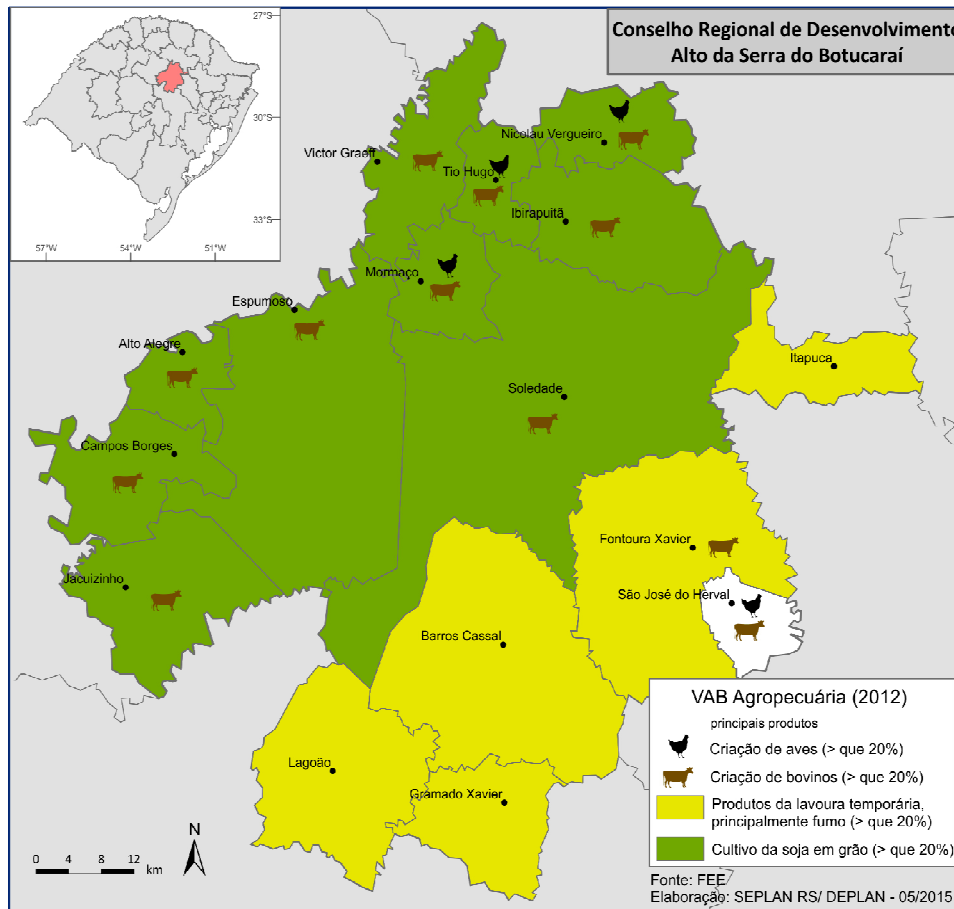 Conselho Regional de Desenvolvimento
Alto da Serra do Botucaraí
27°S
30°S
33°S
57°W
54°W
51°W
Nicolau Vergueiro
Victor Graeff
Tio Hugo
Ibirapuitã
Mormaço
Espumoso
Alto Alegre
Itapuca
Soledade
Campos Borges
Fontoura Xavier
Jacuizinho
São José do Herval
Barros Cassal
Lagoão
Gramado Xavier
N
0 4 8 12
km
VAB Agropecuária (2012)
principais produtos
Criação de aves (> que 20%)
Criação de bovinos (> que 20%)
Produtos da lavoura temporária,
principalmente fumo (> que 20%)
Cultivo da soja em grão (> que 20%)
Fonte: FEE
Elaboração: SEPLAN RS/ DEPLAN - 05/2015